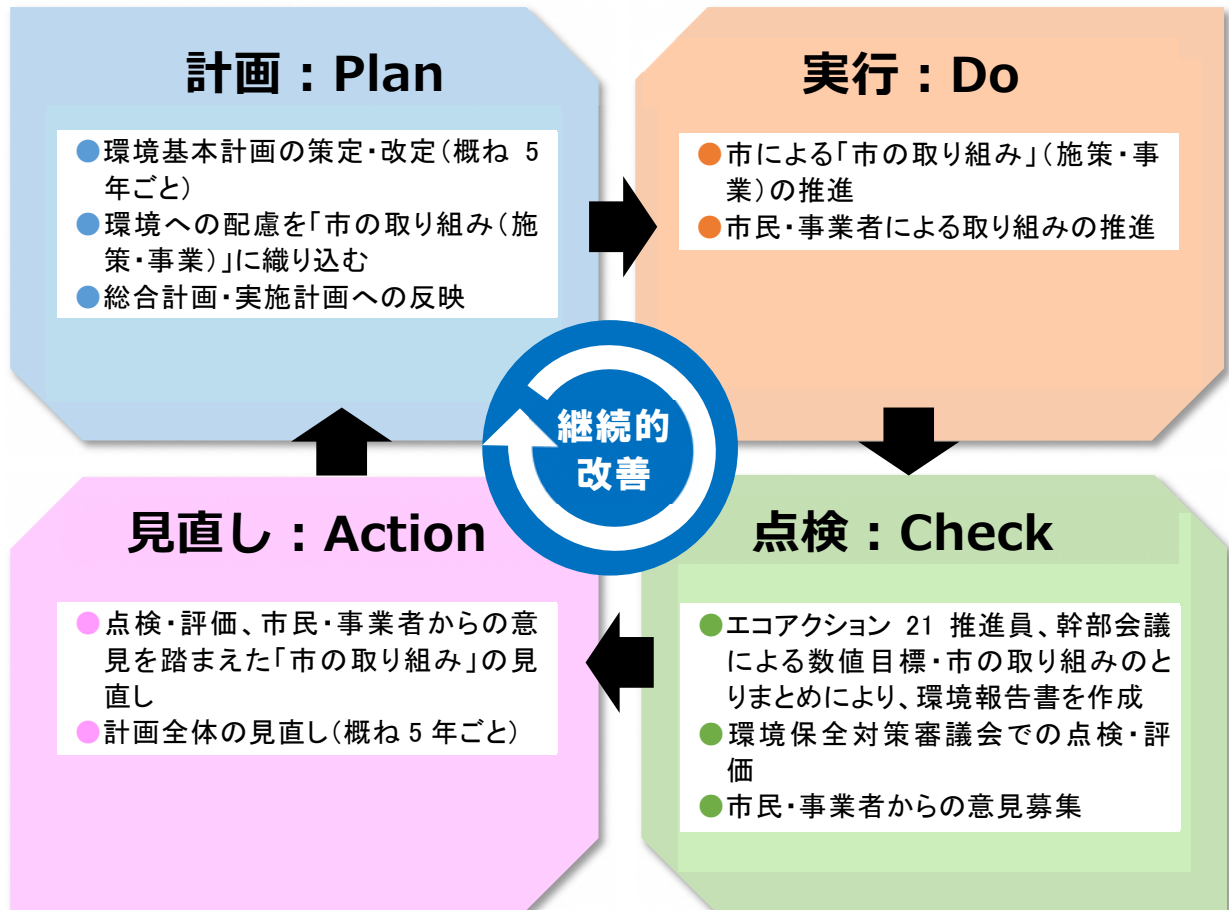 計画：Plan
●環境基本計画の策定・改定（概ね 5
年ごと）
●環境への配慮を「市の取り組み（施
策・事業）」に織り込む
●総合計画・実施計画への反映
実行：Do
●市による「市の取り組み」（施策・事
業）の推進
●市民・事業者による取り組みの推進
継続的
改善
点検：Check
●エコアクション 21 推進員、幹部会議
による数値目標・市の取り組みのと
りまとめにより、環境報告書を作成
●環境保全対策審議会での点検・評
価
●市民・事業者からの意見募集
見直し：Action
●点検・評価、市民・事業者からの意
見を踏まえた「市の取り組み」の見
直し
●計画全体の見直し（概ね 5 年ごと）